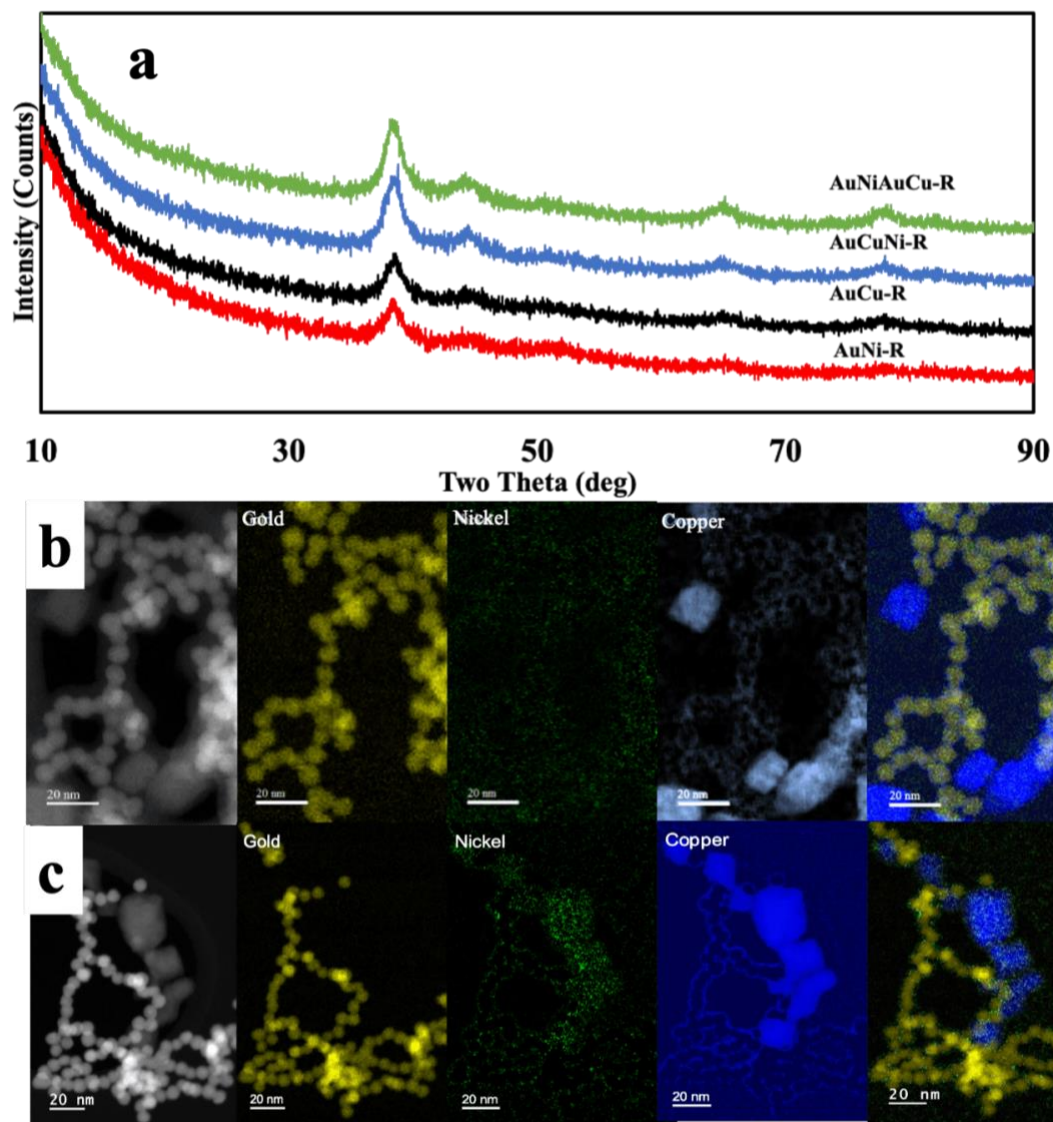 a
Intensity (Counts)
AuNiAuCu-R
AuCuNi-R
AuCu-R
AuNi-R
10 30 50 70 90
Two Theta (deg)
b
Gold
Nickel
Copper
20 nm
20 nm
20 nm
20 nm
20 nm
c
Gold
Nickel
Copper
20 nm
20 nm
20 nm
20 nm
20 nm